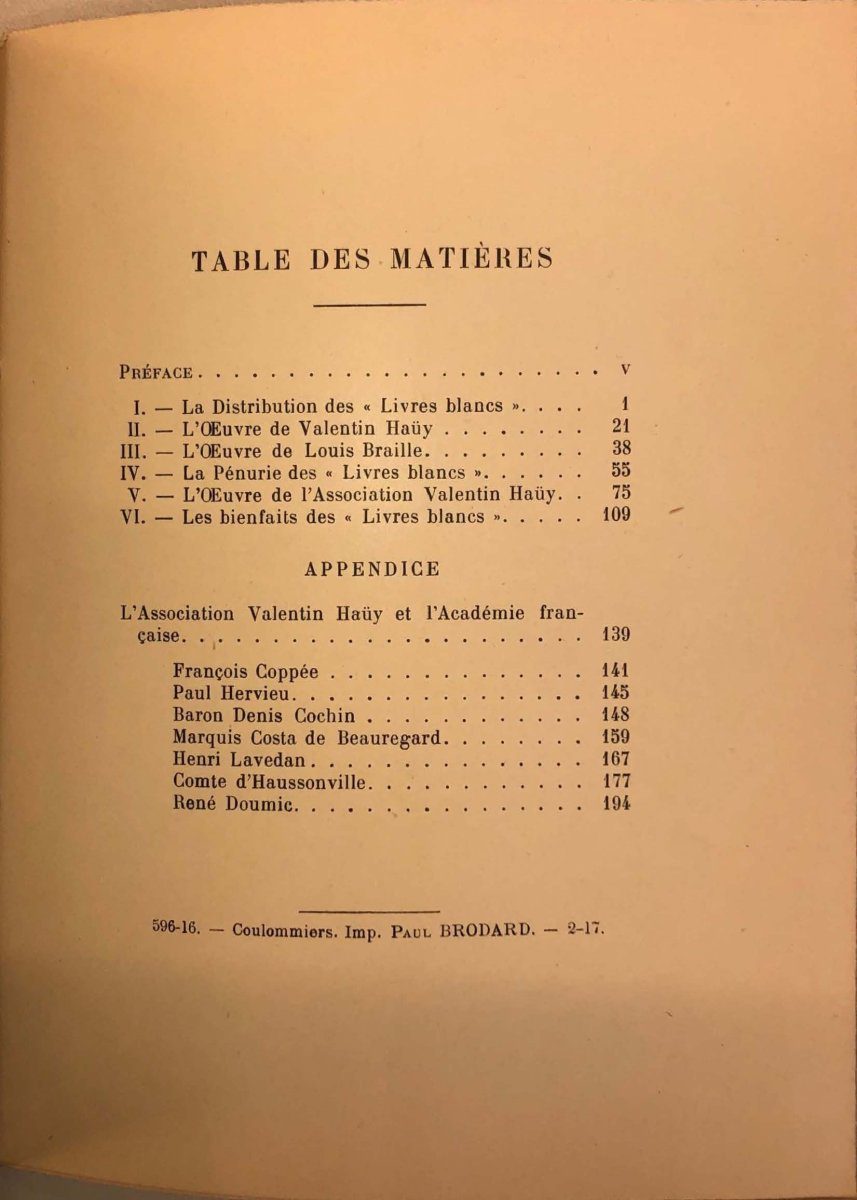 TABLE DES MATIÈRES
PRÉFACE. . . . . . . . . . . . . . . . . . . . . . V
I. — La Distribution des « Livres blancs ». . . . 1
II. — L'Œuvre de Valentin Haüy . . . . . . . . 21
III. — L'Œuvre de Louis Braille. . . . . . . . . 38
IV. — La Pénurie des « Livres blancs ». . . . . . 55
V. — L'Œuvre de l'Association Valentin Haüy. . 75
VI. — Les bienfaits des « Livres blancs ». . . . . 109
APPENDICE
L'Association Valentin Haüy et l'Académie fran-
çaise. . . . . . . . . . . . . . . . . . . . . 139
François Coppée . . . . . . . . . . . . . . 141
Paul Hervieu. . . . . . . . . . . . . . . . 145
Baron Denis Cochin . . . . . . . . . . . . 148
Marquis Costa de Beauregard. . . . . . . . 159
Henri Lavedan . . . . . . . . . . . . . . . 167
Comte d'Haussonville. . . . . . . . . . . . 177
René Doumic. . . . . . . . . . . . . . . . 194
596-16. — Coulommiers. Imp. PAUL BRODARD. — 2-17.